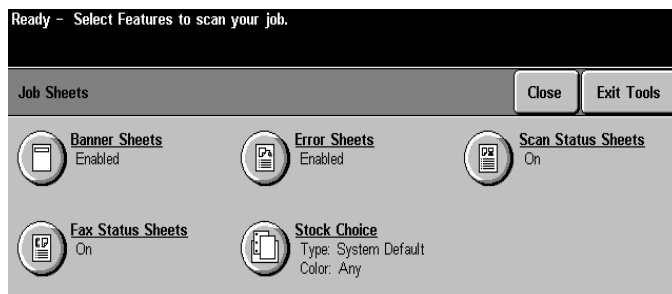 Ready -  Select Features to scan your job.
Job Sheets
Close
Exit Tools
Banner Sheets
Enabled
Error Sheets
Enabled
Scan Status Sheets
On
Fax Status Sheets
On
Stock Choice
Type: System Default
Color: Any